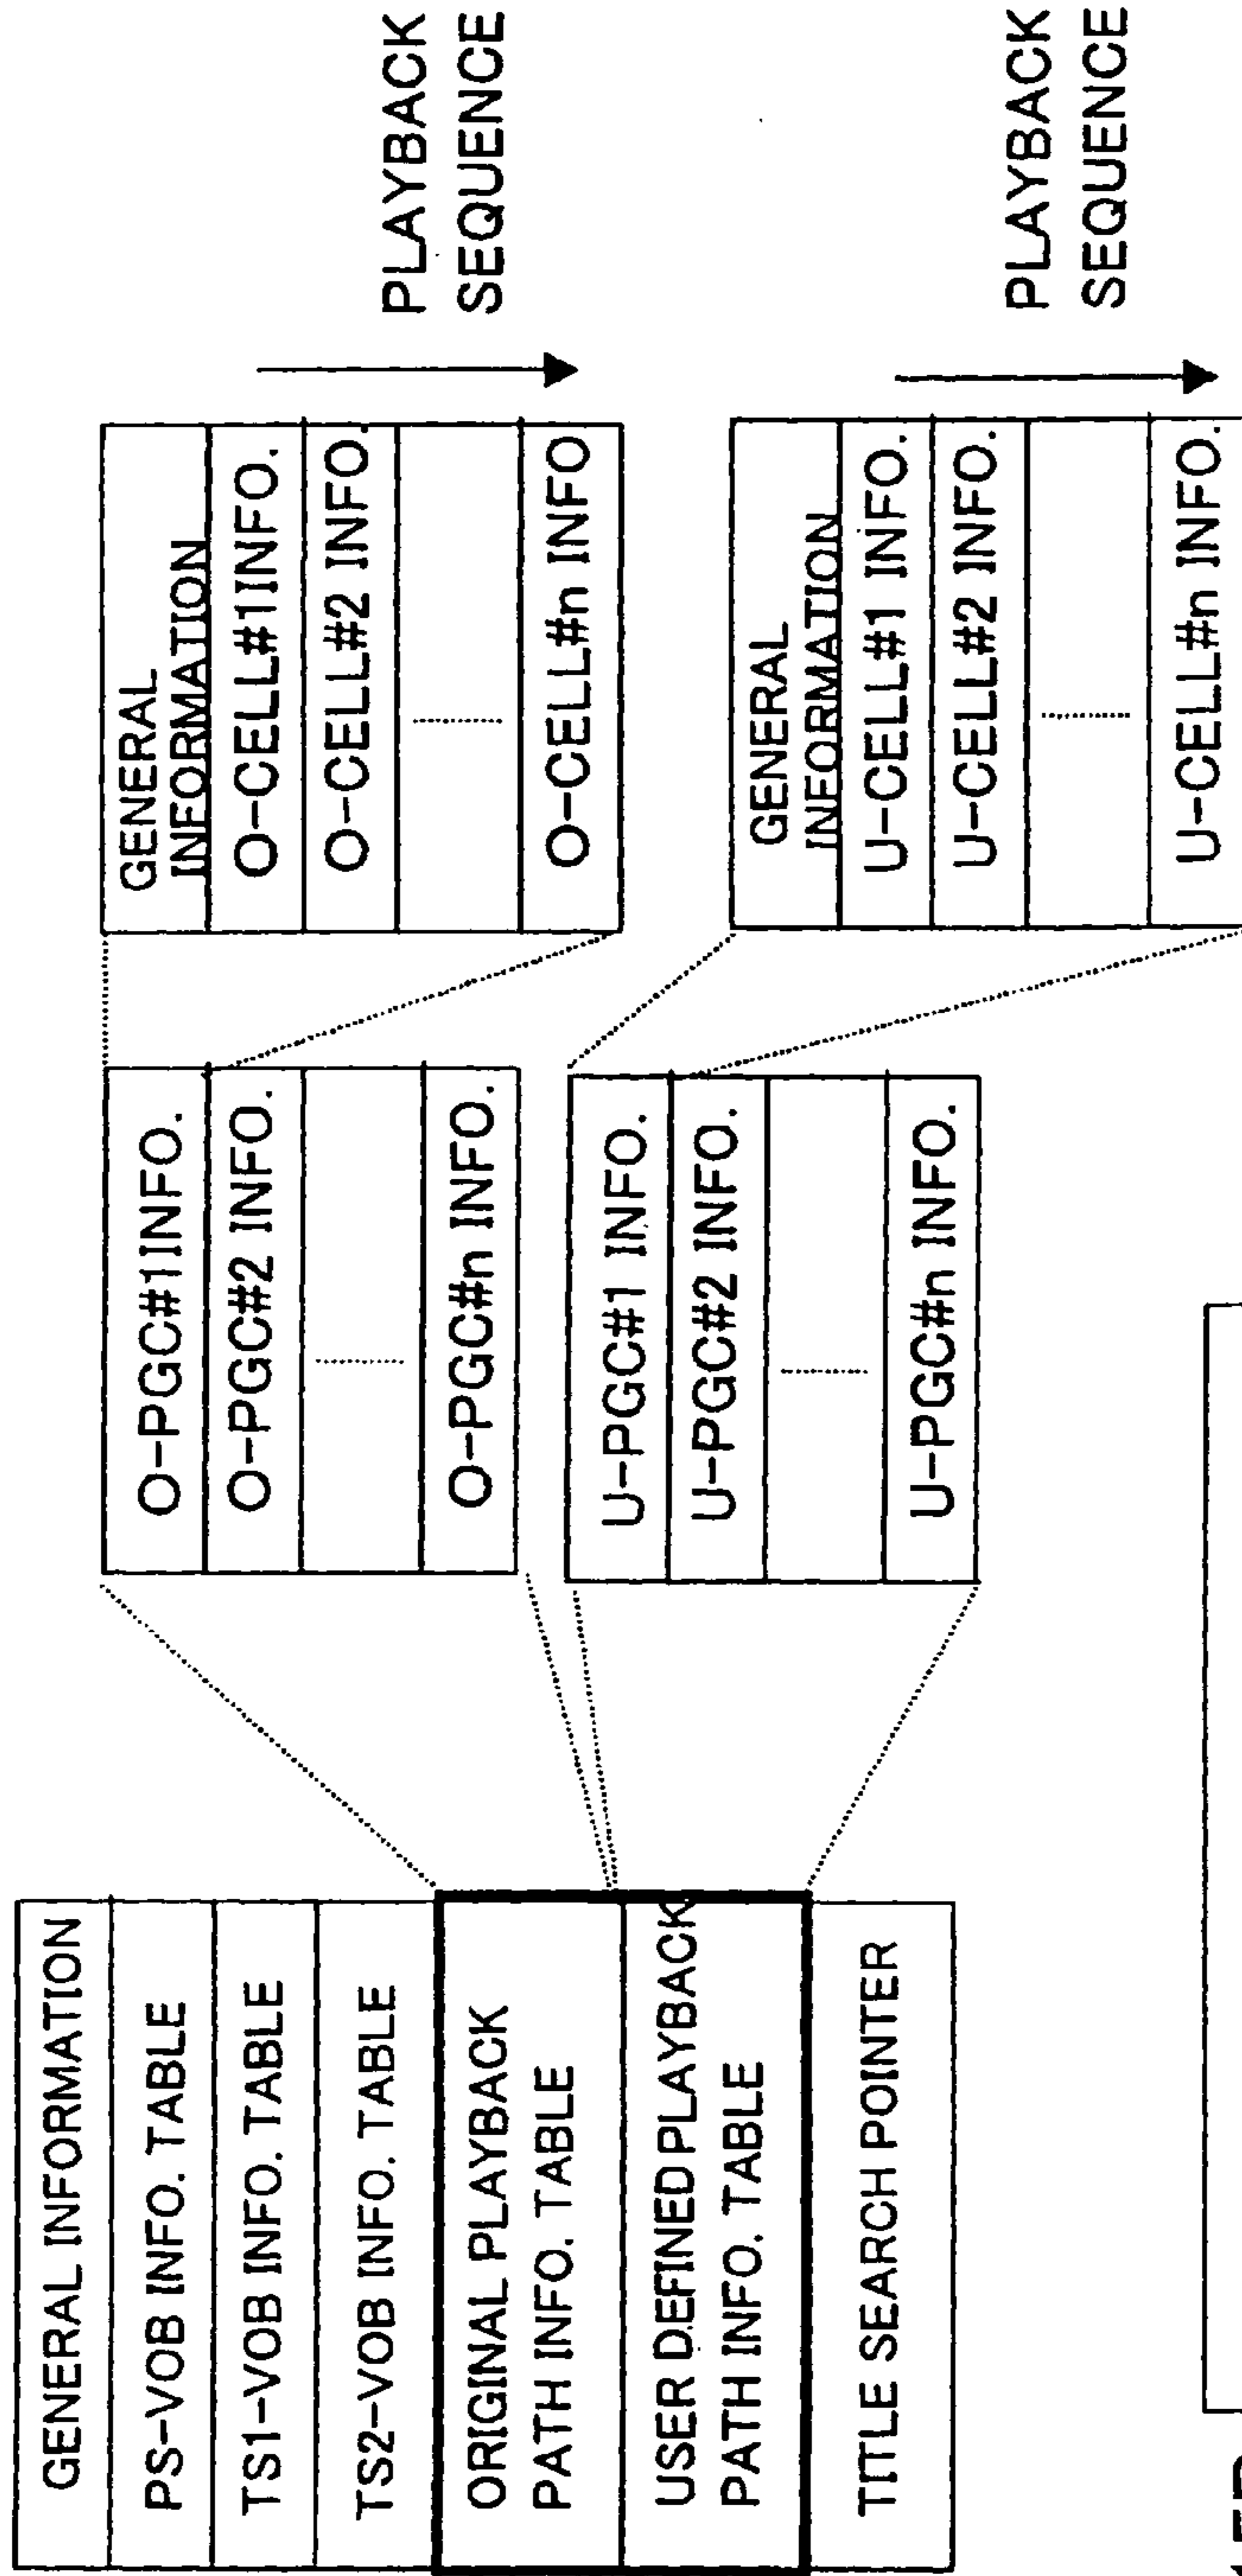 GENERAL INFORMATION
PS-VOB INFO. TABLE
TS1-VOB INFO. TABLE
TS2-VOB INFO. TABLE
ORIGINAL PLAYBACK
PATH INFO. TABLE
USER DEFINED PLAYBACK
PATH INFO. TABLE
TITLE SEARCH POINTER
O-PGC#1INFO.
O-PGC#2 INFO.
O-PGC#n INFO.
U-PGC#1 INFO.
U-PGC#2 INFO.
U-PGC#n INFO.
GENERAL
INFORMATION
O-CELL#1INFO.
O-CELL#2 INFO.
O-CELL#n INFO
PLAYBACK
SEQUENCE
GENERAL
INFORMATION
U-CELL#1 INFO.
U-CELL#2 INFO.
U-CELL#n INFO.
PLAYBACK
SEQUENCE